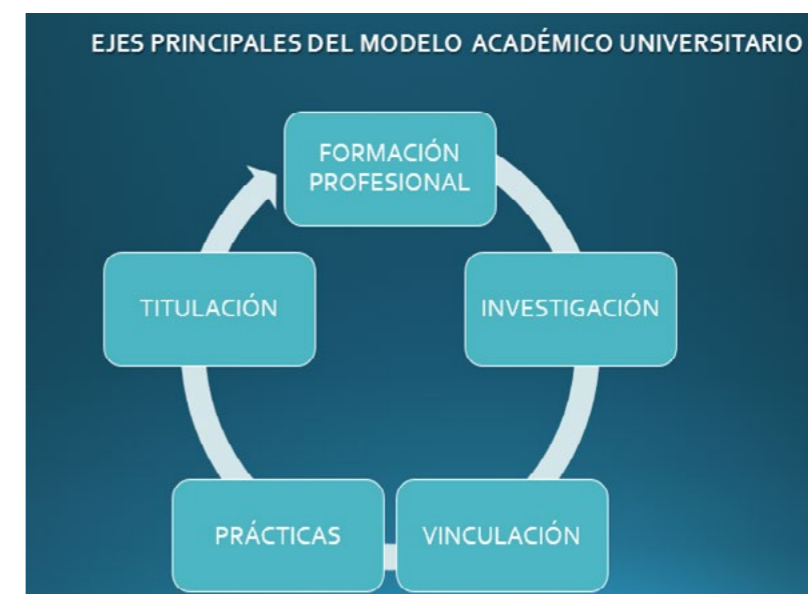 EJES PRINCIPALES DEL MODELO ACADÉMICO UNIVERSITARIO
FORMACIÓN
PROFESIONAL
INVESTIGACIÓN
VINCULACIÓN
PRÁCTICAS
TITULACIÓN